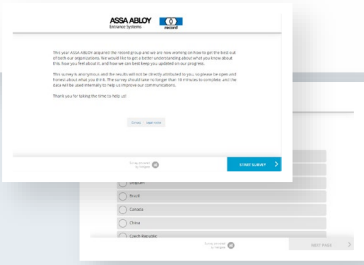 ASSA ABLOY
Entrance Systems
record
This year ASSA ABLOY acquired the record group and we are now working on how to get the best out
of both our organizations. We would like to get a better understanding about what you know about
this, how you feel about it, and how we can best keep you updated on our progress.
This survey is anonymous and the results will not be directly attributed to you, so please be open and
honest about what you think. The survey should take no longer than 10 minutes to complete, and the
data will be used internally to help us improve our communications.
Thank you for taking the time to help us!
START SURVEY
Belgium
Brazil
Canada
China
Czech Republic
NEXT PAGE